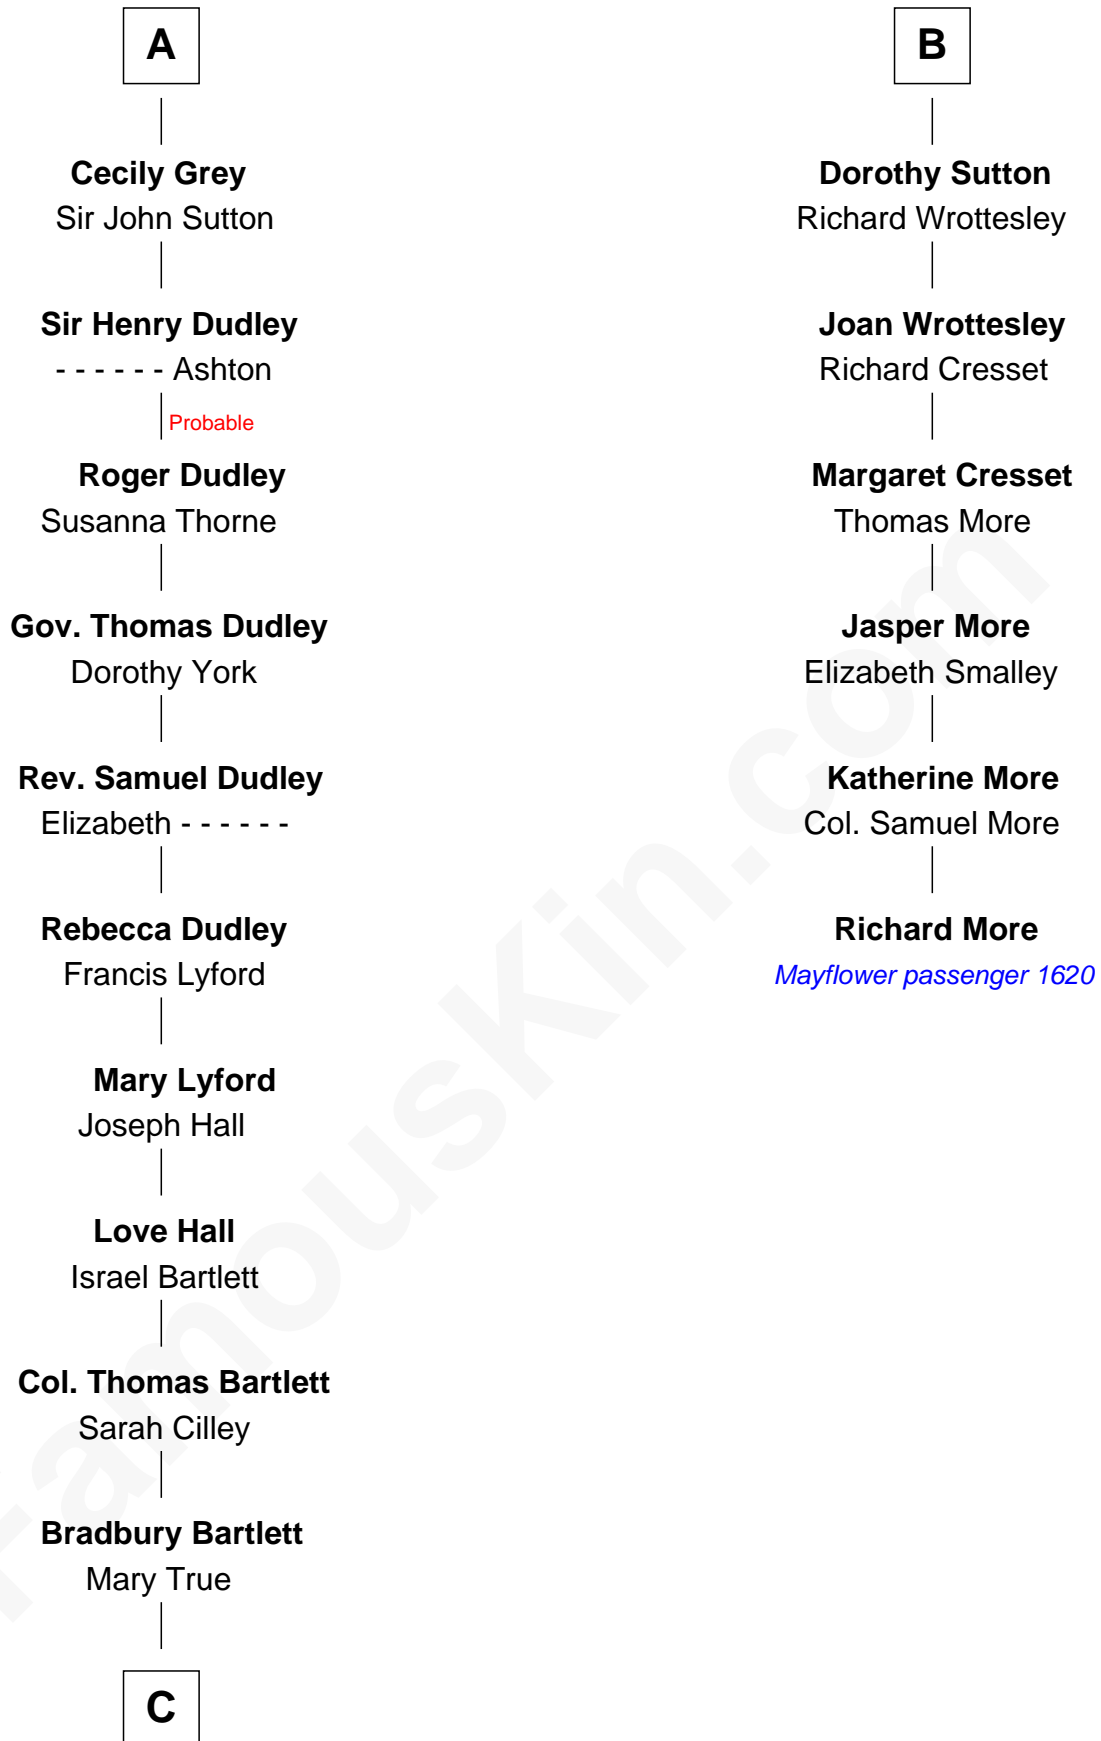 A
Cecily Grey
Sir John Sutton
Sir Henry Dudley
- - - - - - Ashton
Probable
Roger Dudley
Susanna Thorne
Gov. Thomas Dudley
Dorothy York
Rev. Samuel Dudley
Elizabeth - - - - - -
Rebecca Dudley
Francis Lyford
Mary Lyford
Joseph Hall
Love Hall
Israel Bartlett
Col. Thomas Bartlett
Sarah Cilley
Bradbury Bartlett
Mary True
C
B
Dorothy Sutton
Richard Wrottesley
Joan Wrottesley
Richard Cresset
Margaret Cresset
Thomas More
Jasper More
Elizabeth Smalley
Katherine More
Col. Samuel More
Richard More
Mayflower passenger 1620
FamousKin.com